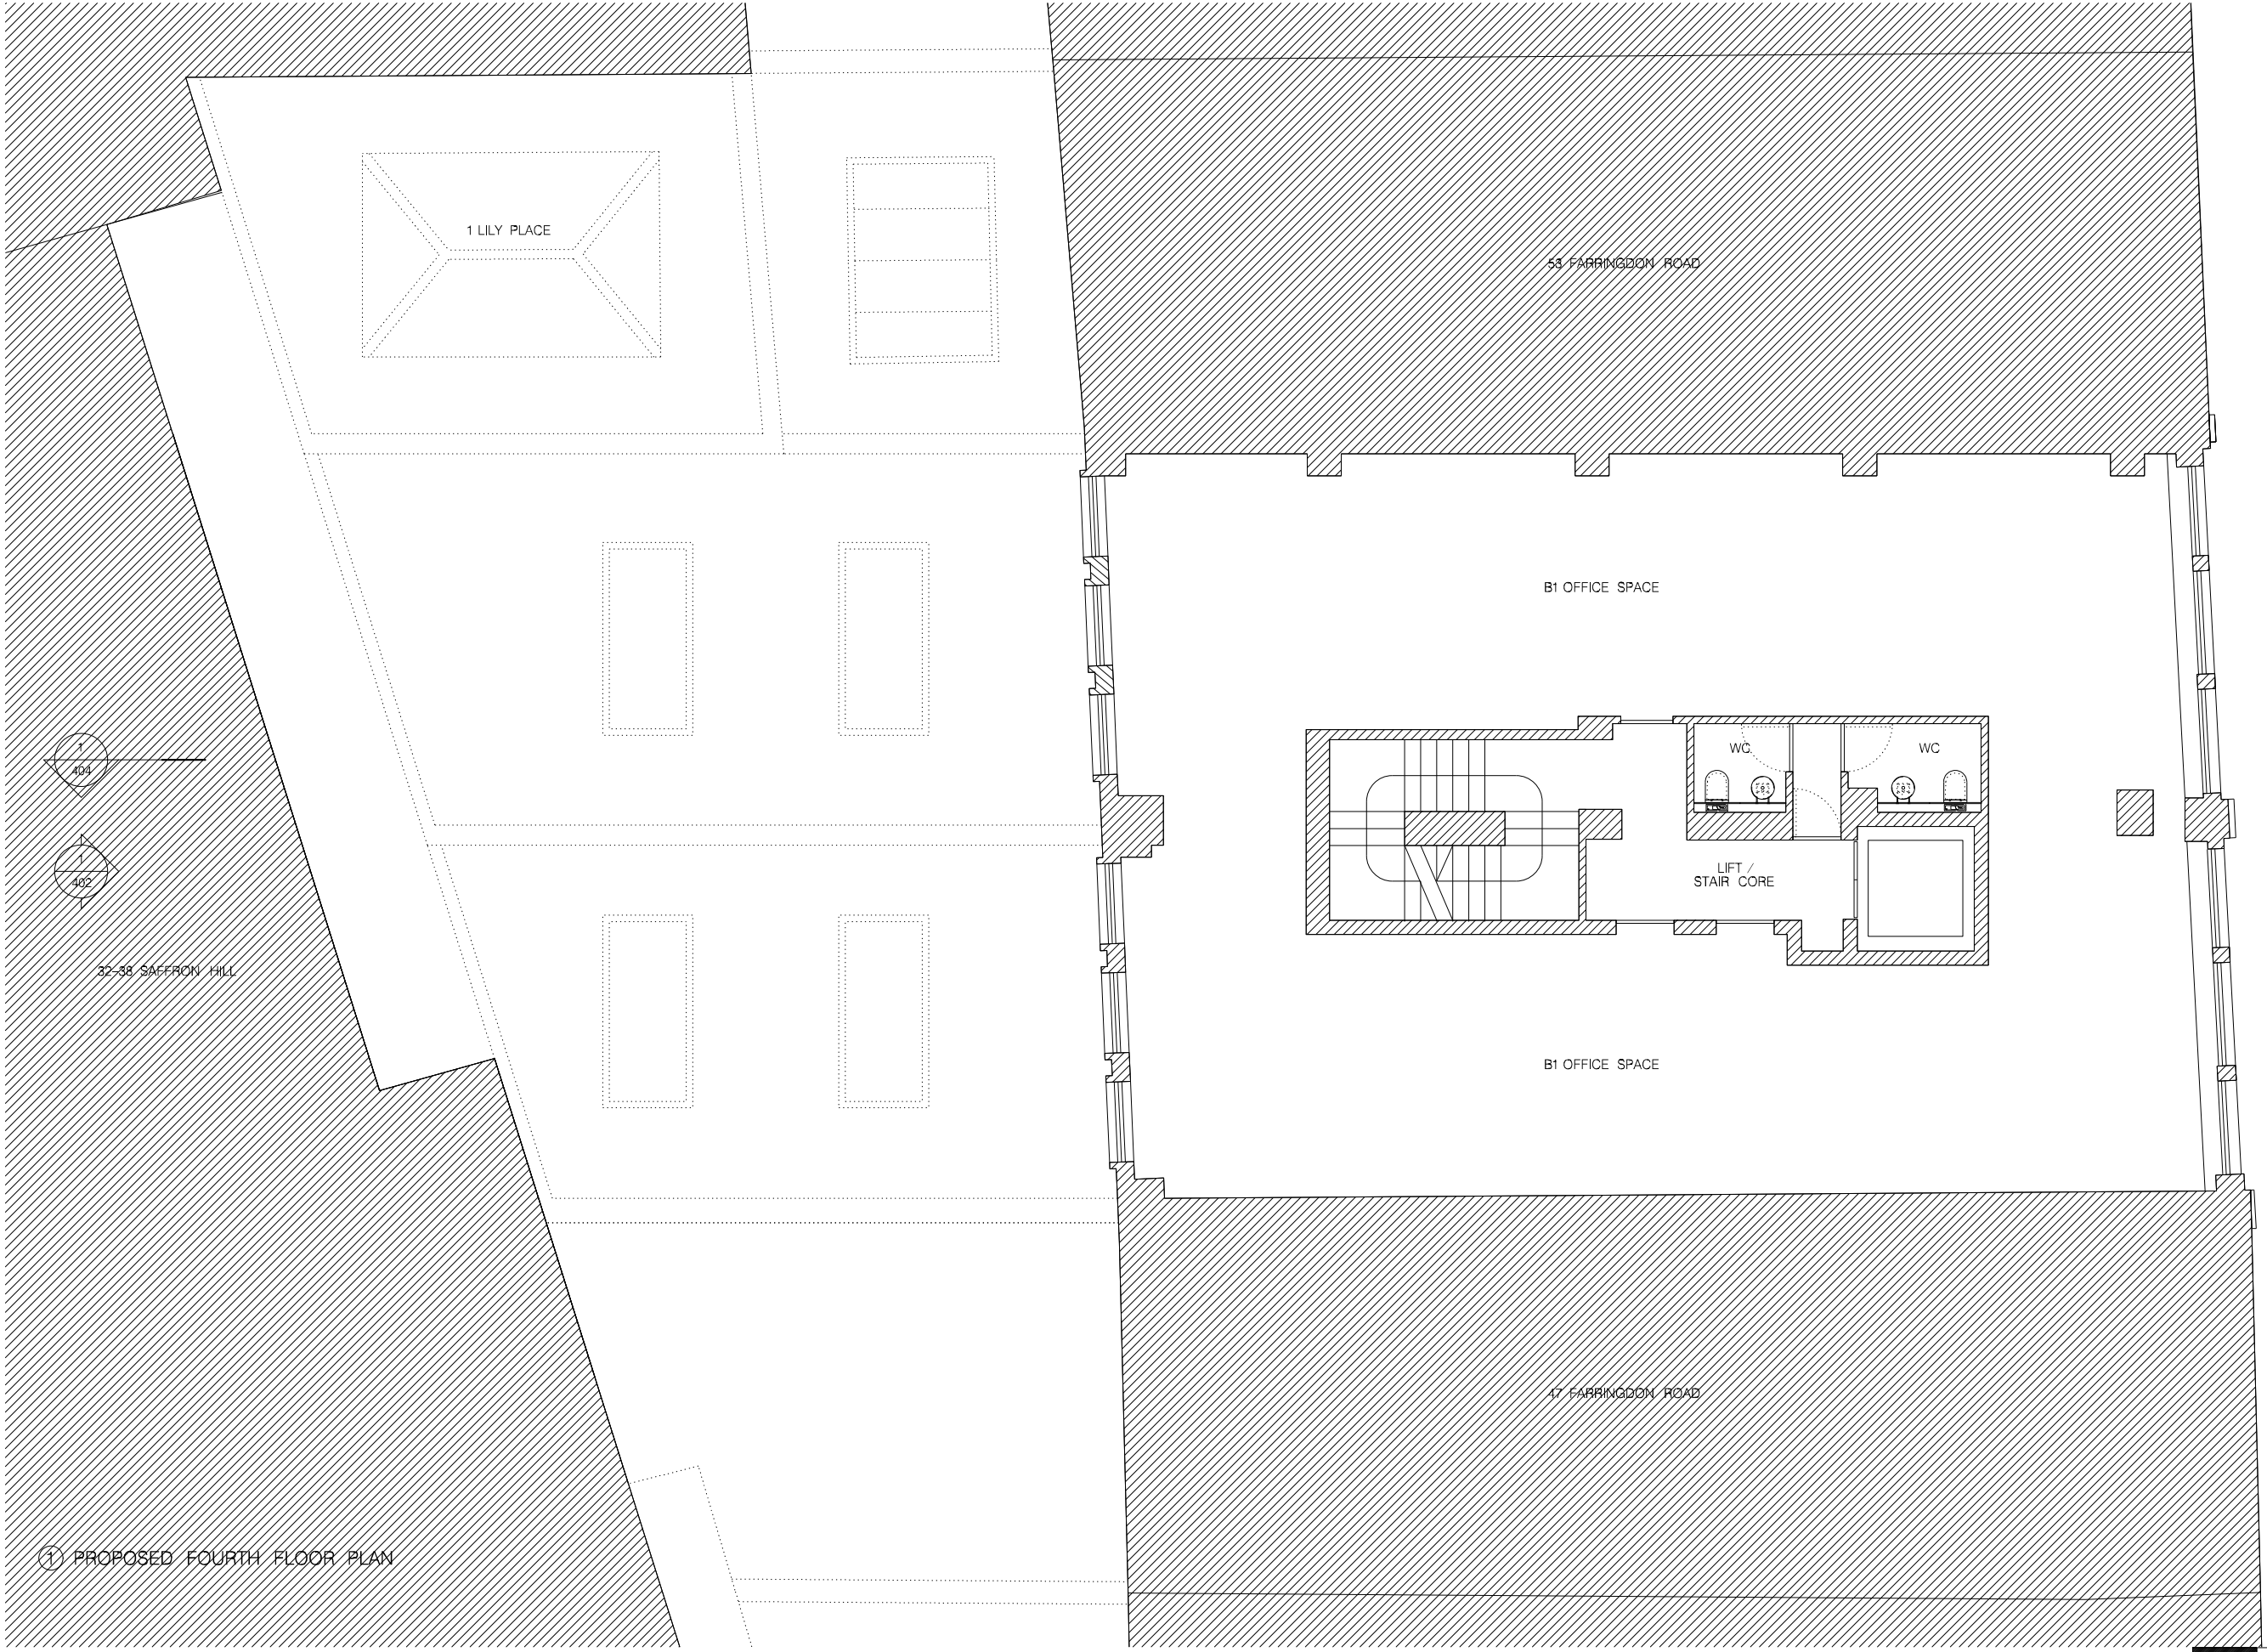 1 LILY PLACE
53 FARRINGDON ROAD
B1 OFFICE SPACE
WC
WC
1
404
LIFT /
STAIR CORE
1
402
32-38 SAFFRON HILL
B1 OFFICE SPACE
47 FARRINGDON ROAD
1 PROPOSED FOURTH FLOOR PLAN